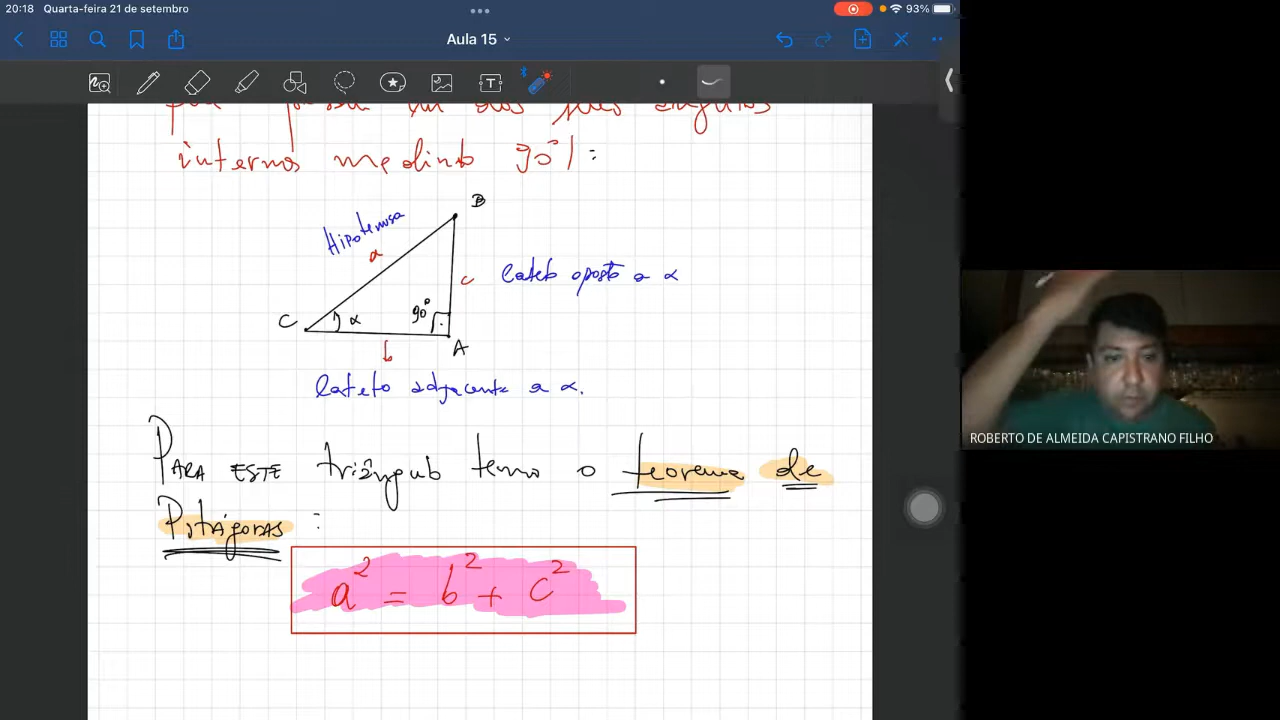 20:18 Quarta-feira 21 de setembro
93%
Aula 15
internos medindo 90°):
B
Hipotenusa
a
c
Cateto oposto a α
90°
C
α
b
A
Cateto adjacente a α.
PARA ESTE triângulo temos o teorema de
PITÁGORAS :
a² = b² + c²
ROBERTO DE ALMEIDA CAPISTRANO FILHO